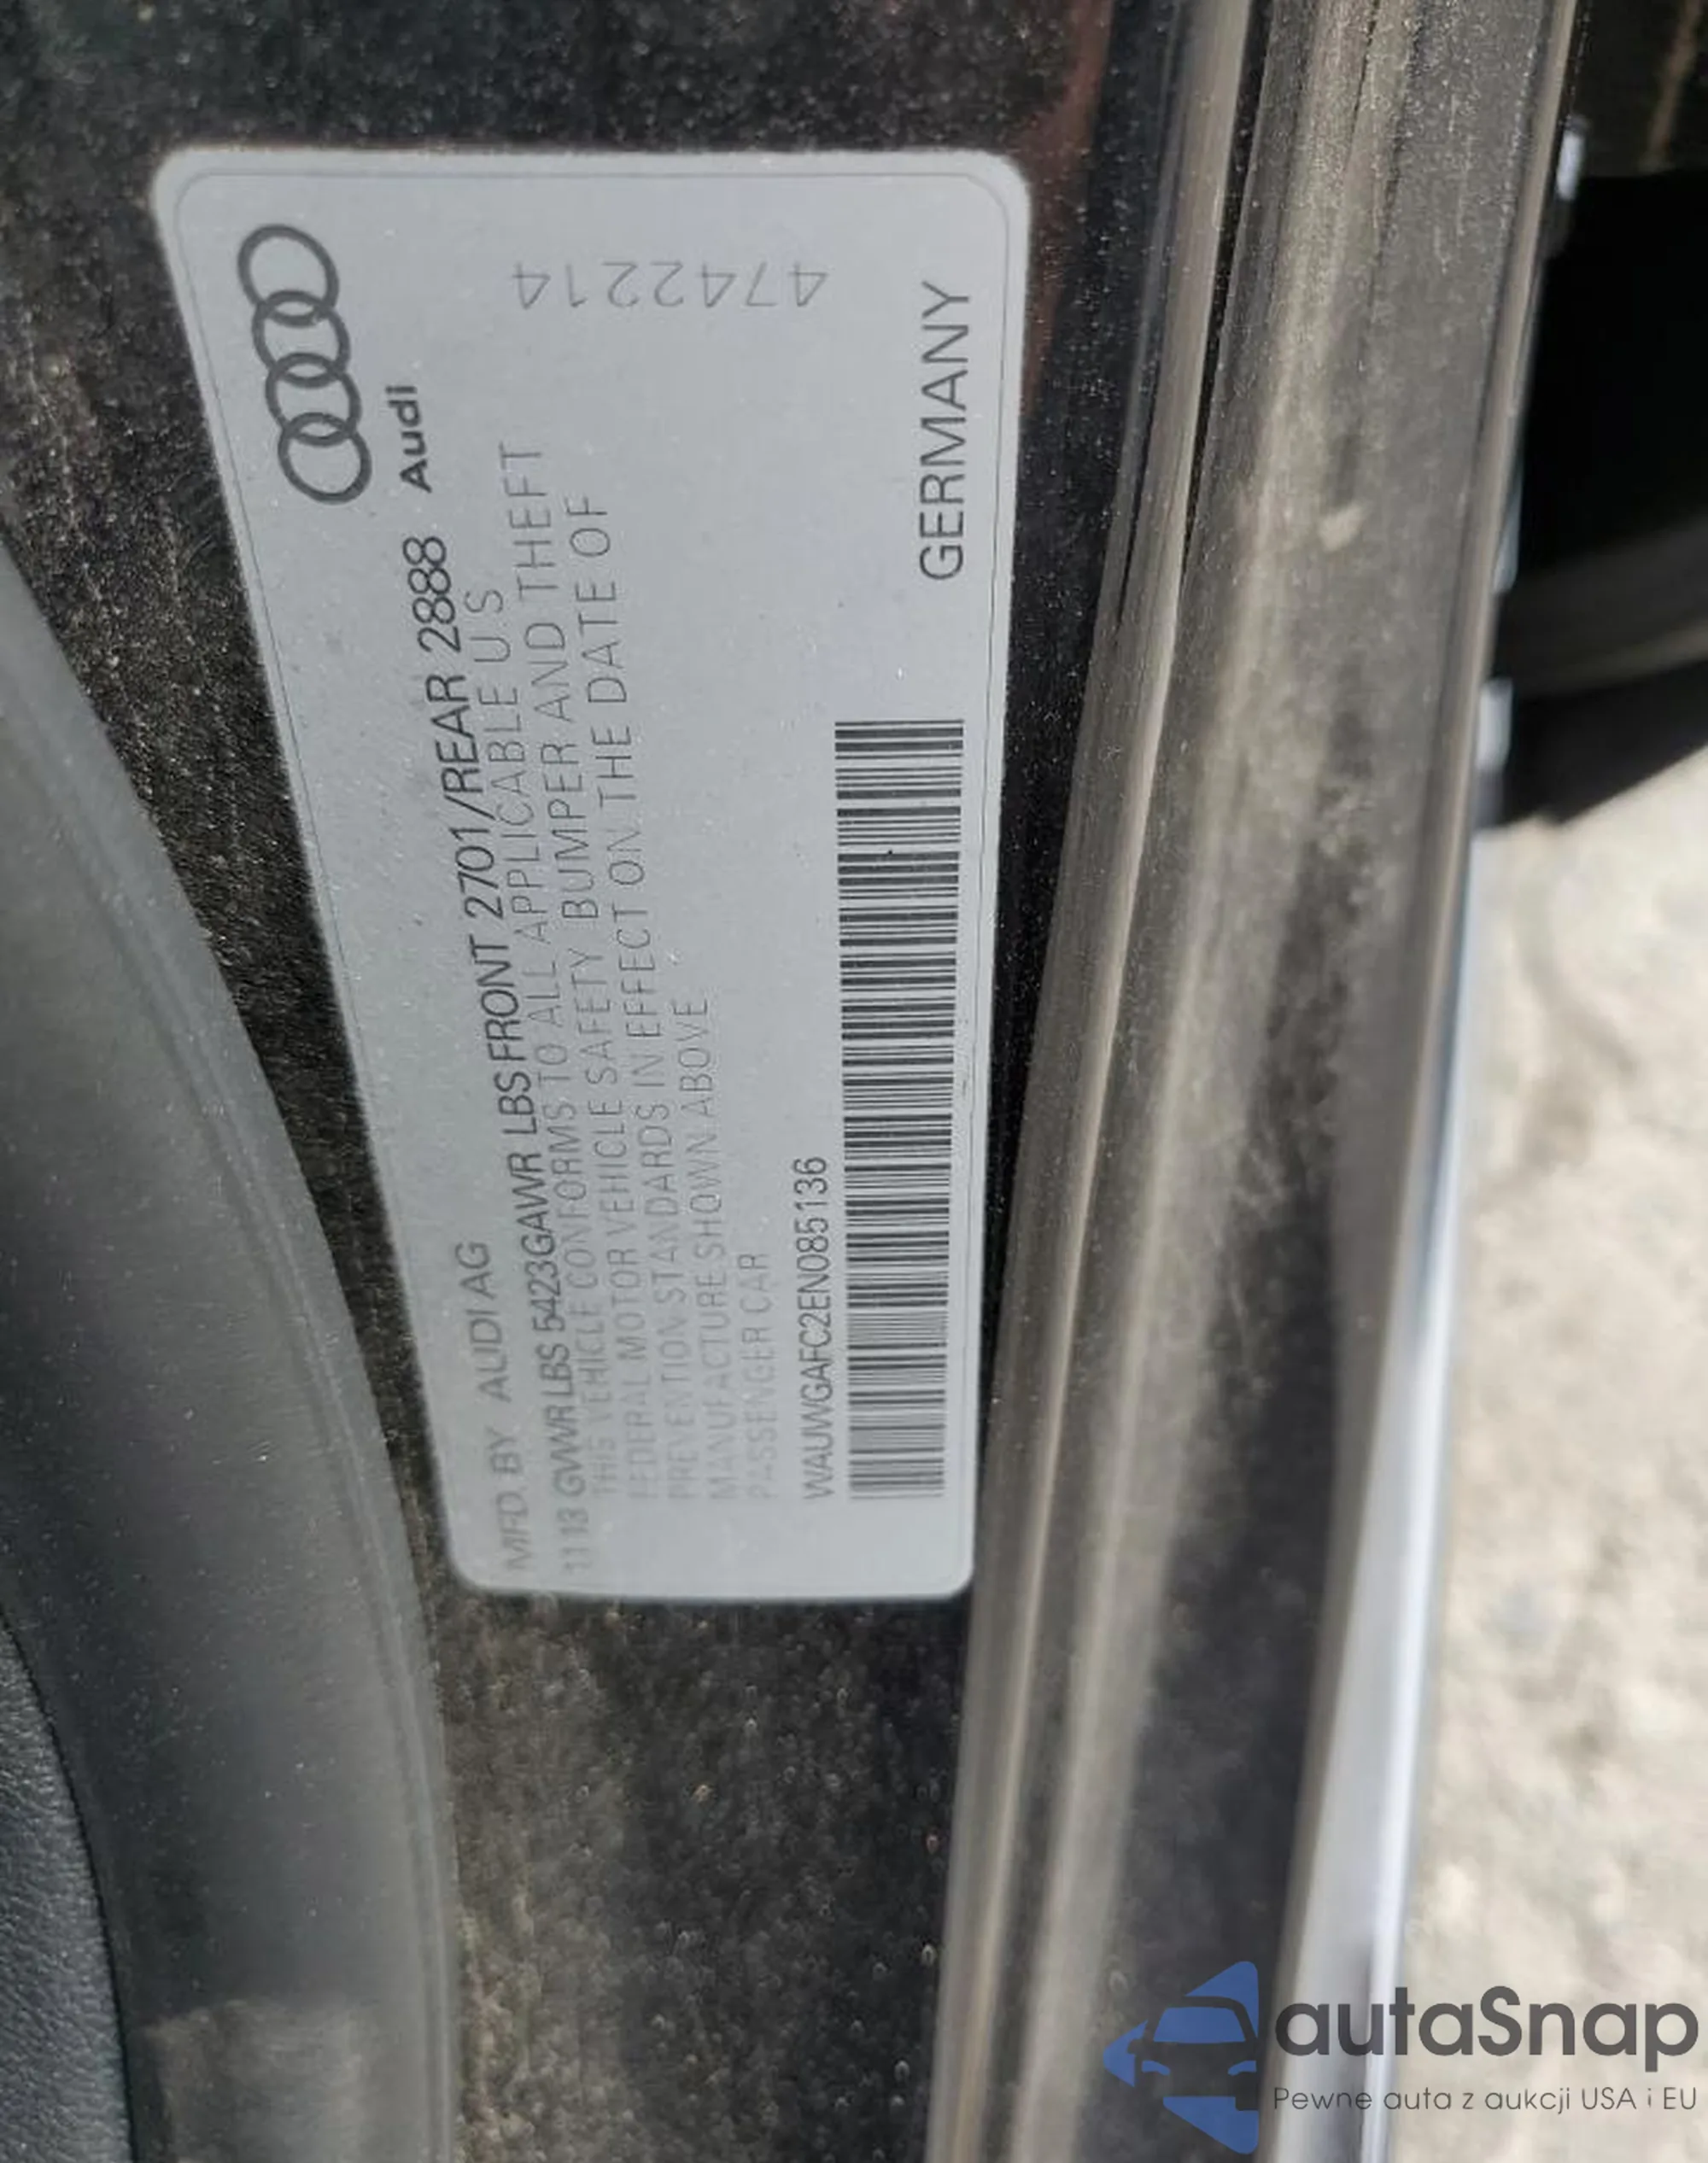 Audi
MFD. BY AUDI AG
11 13 GVWR LBS 5423GAWR LBS FRONT 2701/REAR 2888
THIS VEHICLE CONFORMS TO ALL APPLICABLE U S
FEDERAL MOTOR VEHICLE SAFETY BUMPER AND THEFT
PREVENTION STANDARDS IN EFFECT ON THE DATE OF
MANUFACTURE SHOWN ABOVE
PASSENGER CAR
4742214
WAUWGAFC2EN085136
GERMANY
autaSnap
Pewne auta z aukcji USA i EU